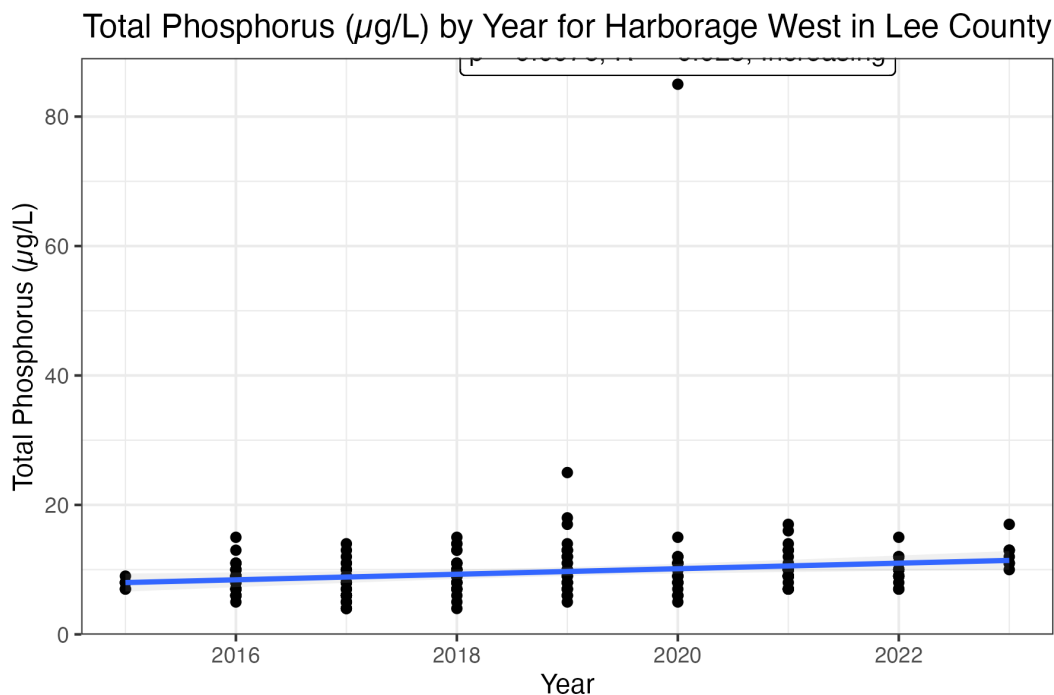 Total Phosphorus (µg/L) by Year for Harborage West in Lee County
Increasing
Total Phosphorus (µg/L)
80
60
40
20
0
2016
2018
2020
2022
Year